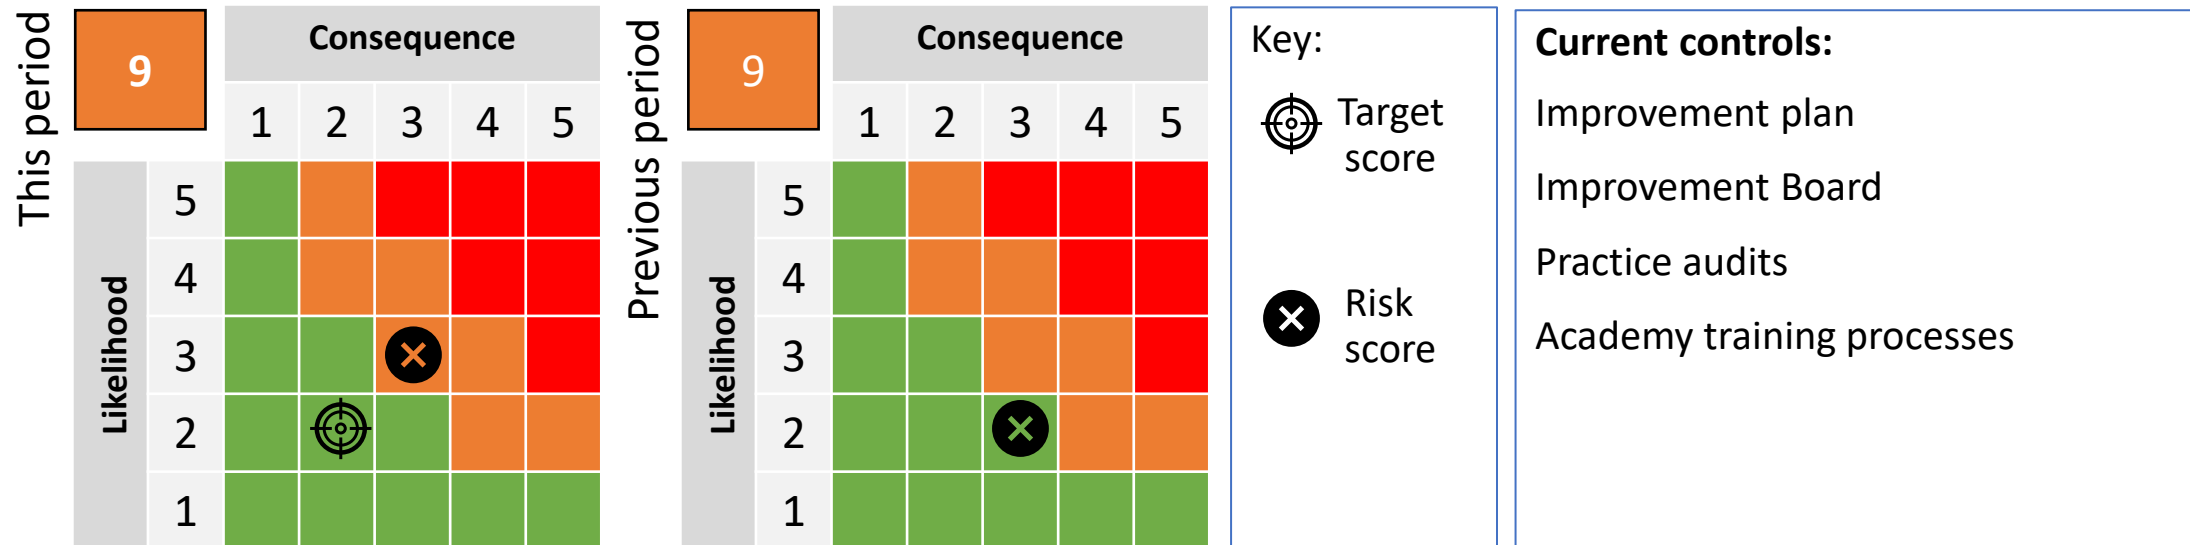 This period
9
Consequence
1 2 3 4 5
Likelihood
5
4
3
2
1
Previous period
9
Consequence
1 2 3 4 5
Likelihood
5
4
3
2
1
Key:
Target
score
Risk
score
Current controls:
Improvement plan
Improvement Board
Practice audits
Academy training processes